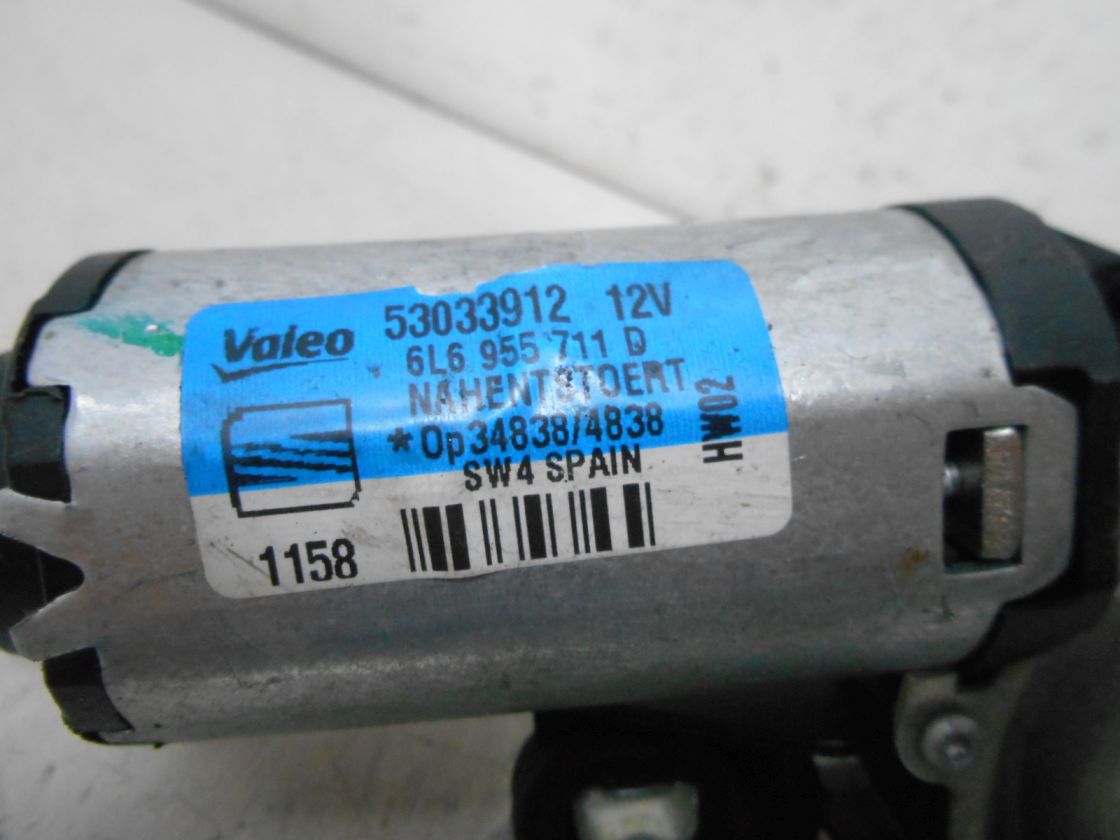 Valeo 53033912 12V
6L6 955 711 D
NAHENTSTOERT
*Op34838/4838
SW4 SPAIN
HW02
1158